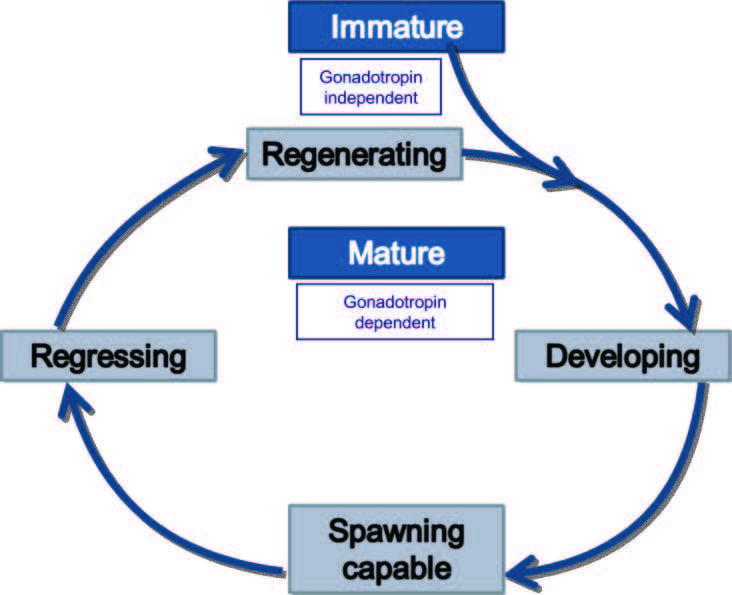 Immature
Gonadotropin
independent
Regenerating
Mature
Gonadotropin
dependent
Regressing
Developing
Spawning
capable